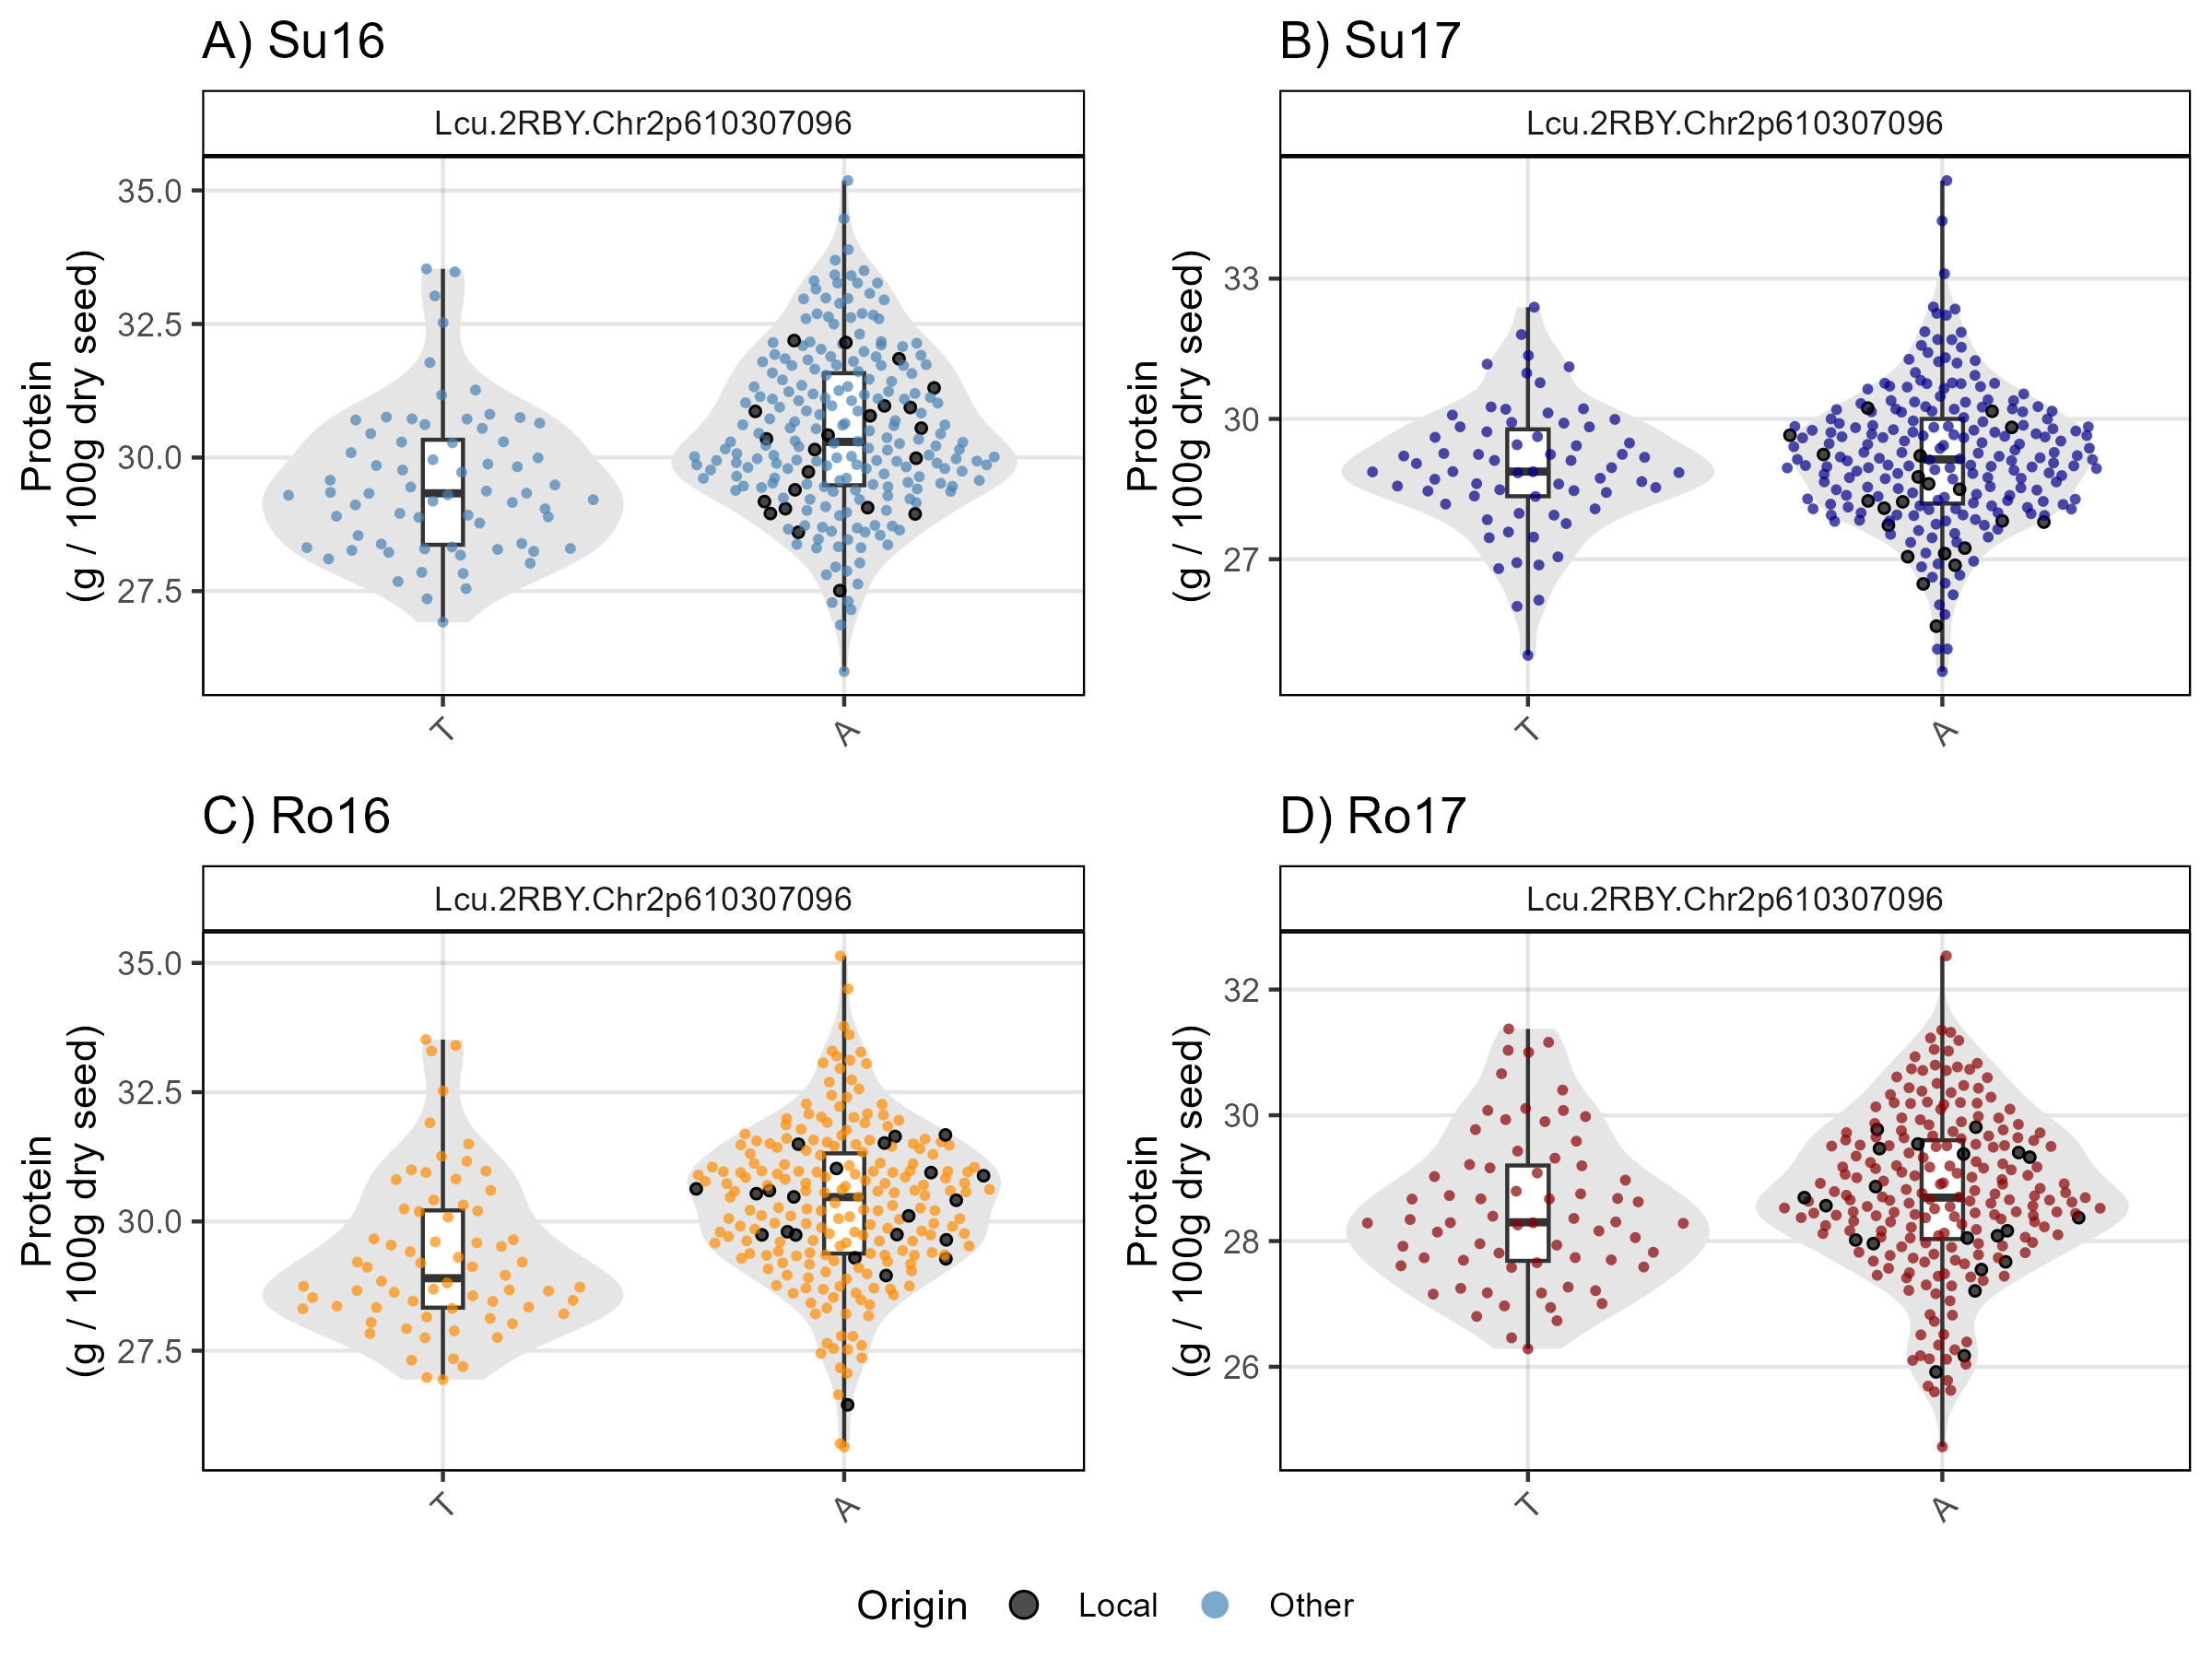 A) Su16
Lcu.2RBY.Chr2p610307096
Protein
(g / 100g dry seed)
35.0
32.5
30.0
27.5
T
A
B) Su17
Lcu.2RBY.Chr2p610307096
Protein
(g / 100g dry seed)
33
30
27
T
A
C) Ro16
Lcu.2RBY.Chr2p610307096
Protein
(g / 100g dry seed)
35.0
32.5
30.0
27.5
T
A
D) Ro17
Lcu.2RBY.Chr2p610307096
Protein
(g / 100g dry seed)
32
30
28
26
T
A
Origin Local Other